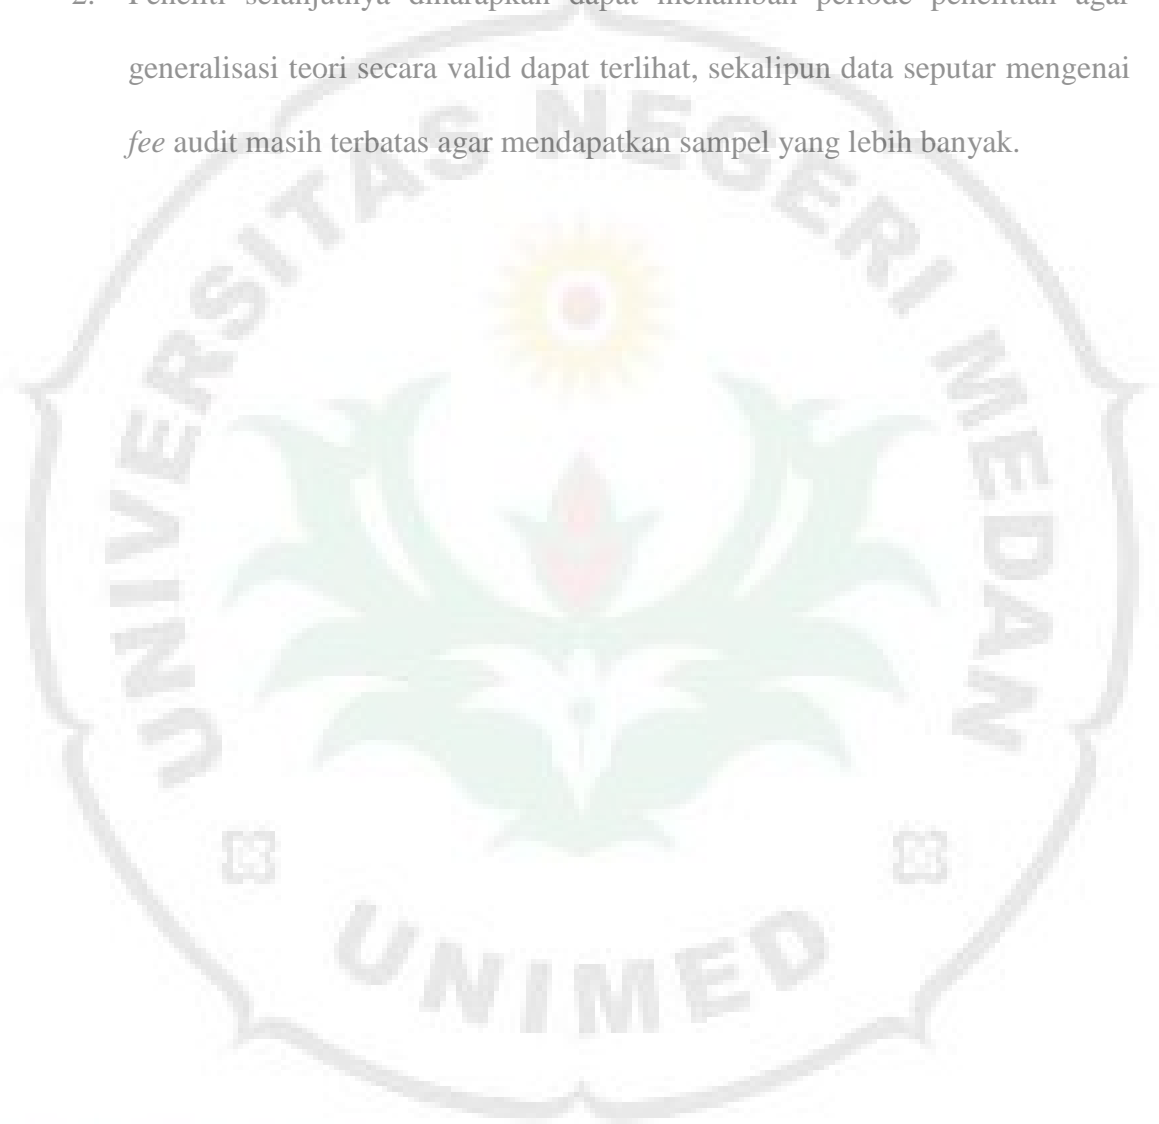 2. Peneliti selanjutnya diharapkan dapat menambah periode penelitian agar
generalisasi teori secara valid dapat terlihat, sekalipun data seputar mengenai
fee audit masih terbatas agar mendapatkan sampel yang lebih banyak.
UNIVERSITAS NEGERI MEDAN
UNIMED